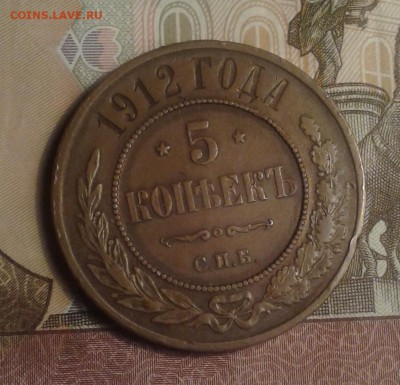 COINS.LAVE.RU
1912 ГОДА
* 5 *
КОПѢЕКЪ
С.П.Б.